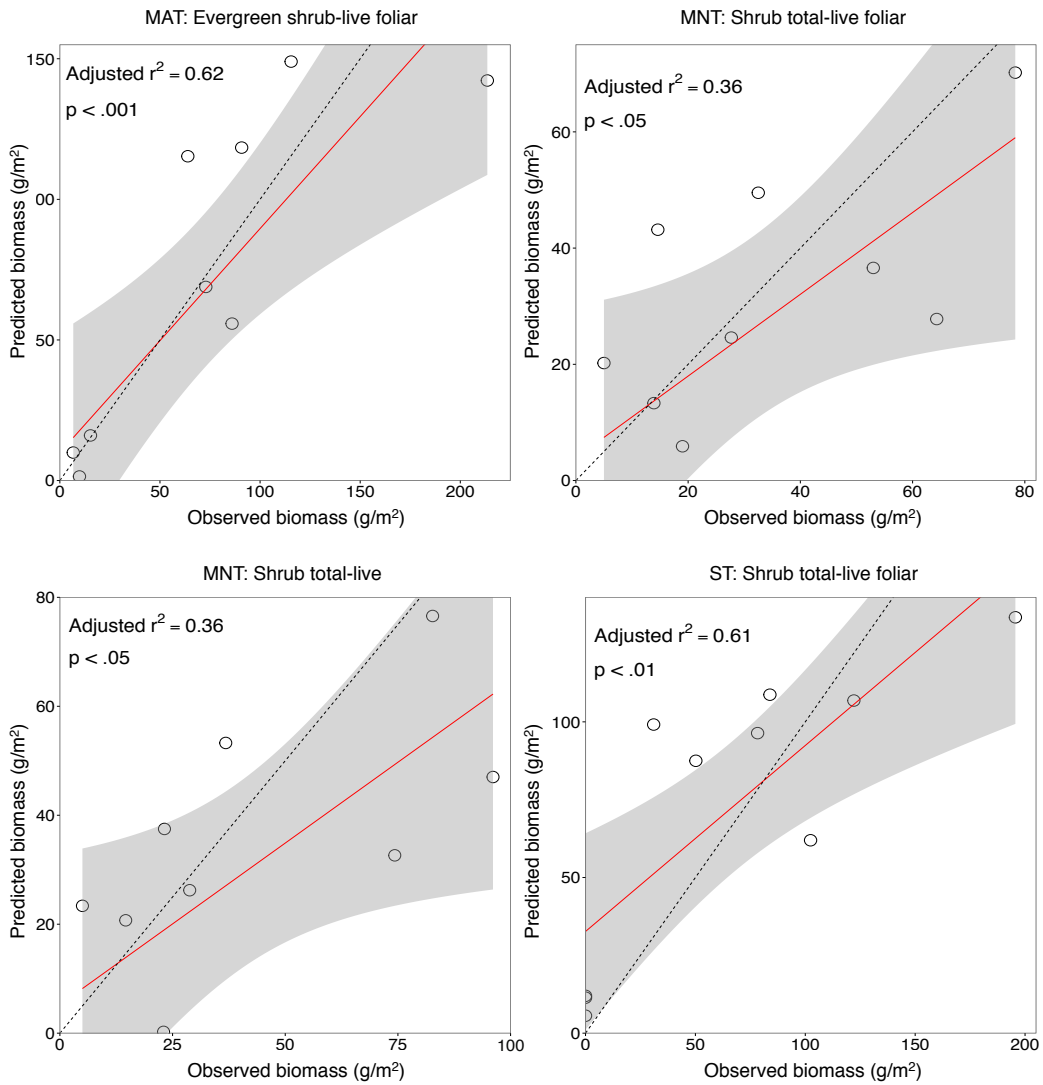 MAT: Evergreen shrub-live foliar
Adjusted r² = 0.62
p < .001
150
00
50
0
Predicted biomass (g/m²)
0 50 100 150 200
Observed biomass (g/m²)
MNT: Shrub total-live foliar
Adjusted r² = 0.36
p < .05
60
40
20
0
Predicted biomass (g/m²)
0 20 40 60 80
Observed biomass (g/m²)
MNT: Shrub total-live
80
Adjusted r² = 0.36
p < .05
60
40
20
0
Predicted biomass (g/m²)
0 25 50 75 100
Observed biomass (g/m²)
ST: Shrub total-live foliar
Adjusted r² = 0.61
p < .01
100
50
0
Predicted biomass (g/m²)
0 50 100 150 200
Observed biomass (g/m²)